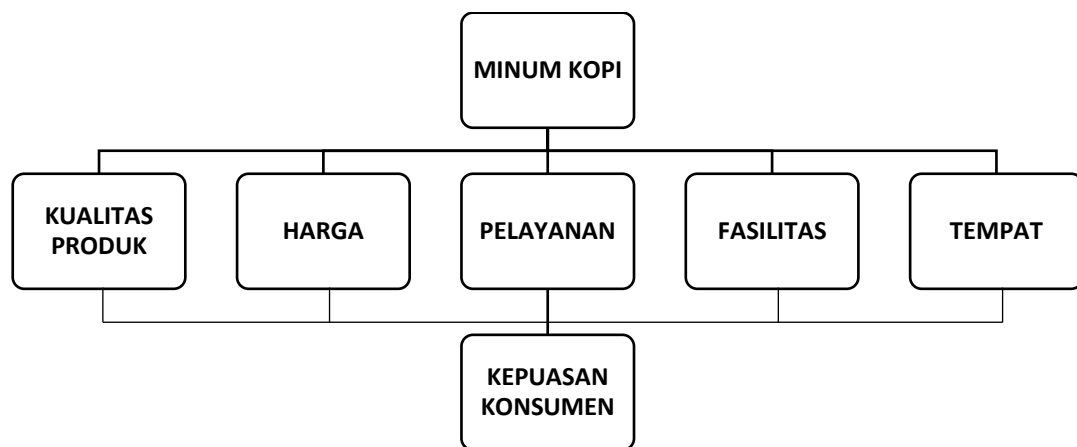 MINUM KOPI
KUALITAS
PRODUK
HARGA
PELAYANAN
FASILITAS
TEMPAT
KEPUASAN
KONSUMEN